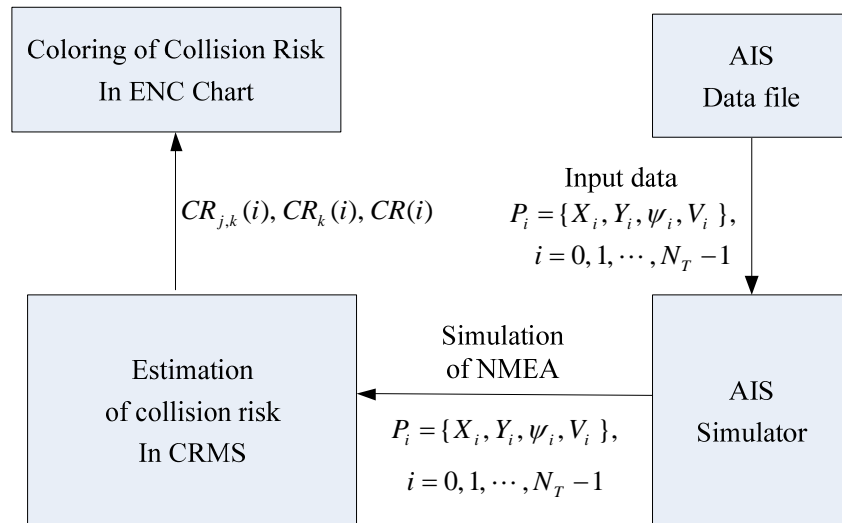 Coloring of Collision Risk
In ENC Chart
AIS
Data file
CR_{j,k}(i), CR_k(i), CR(i)
Input data
P_i = {X_i, Y_i, ψ_i, V_i},
i = 0, 1, ⋯, N_T − 1
Estimation
of collision risk
In CRMS
Simulation
of NMEA
P_i = {X_i, Y_i, ψ_i, V_i},
i = 0, 1, ⋯, N_T − 1
AIS
Simulator